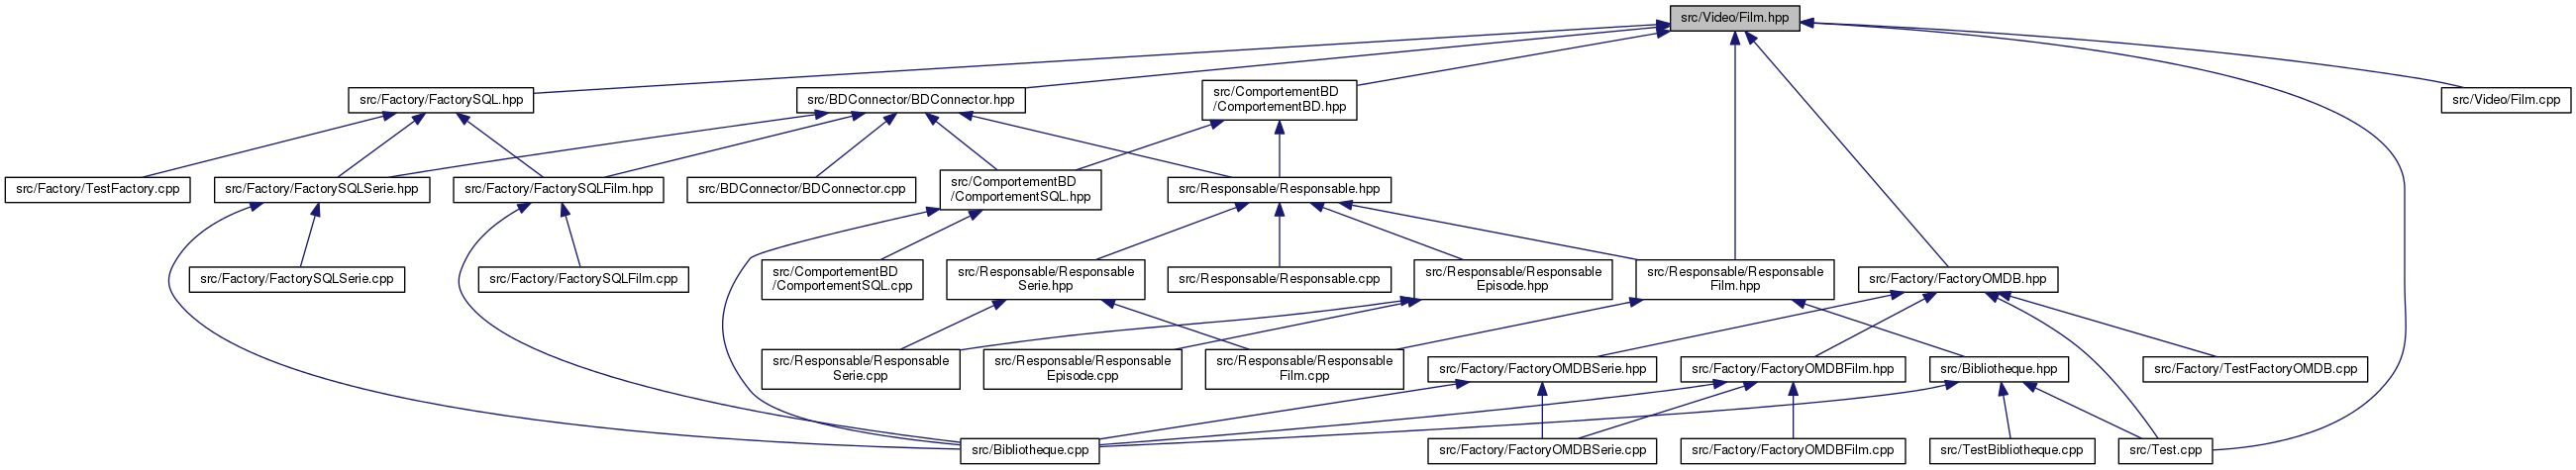 src/Video/Film.hpp
src/Factory/FactorySQL.hpp
src/BDConnector/BDConnector.hpp
src/ComportementBD
/ComportementBD.hpp
src/Video/Film.cpp
src/Factory/TestFactory.cpp
src/Factory/FactorySQLSerie.hpp
src/Factory/FactorySQLFilm.hpp
src/BDConnector/BDConnector.cpp
src/ComportementBD
/ComportementSQL.hpp
src/Responsable/Responsable.hpp
src/Factory/FactorySQLSerie.cpp
src/Factory/FactorySQLFilm.cpp
src/ComportementBD
/ComportementSQL.cpp
src/Responsable/Responsable
Serie.hpp
src/Responsable/Responsable.cpp
src/Responsable/Responsable
Episode.hpp
src/Responsable/Responsable
Film.hpp
src/Factory/FactoryOMDB.hpp
src/Responsable/Responsable
Serie.cpp
src/Responsable/Responsable
Episode.cpp
src/Responsable/Responsable
Film.cpp
src/Factory/FactoryOMDBSerie.hpp
src/Factory/FactoryOMDBFilm.hpp
src/Bibliotheque.hpp
src/Factory/TestFactoryOMDB.cpp
src/Bibliotheque.cpp
src/Factory/FactoryOMDBSerie.cpp
src/Factory/FactoryOMDBFilm.cpp
src/TestBibliotheque.cpp
src/Test.cpp